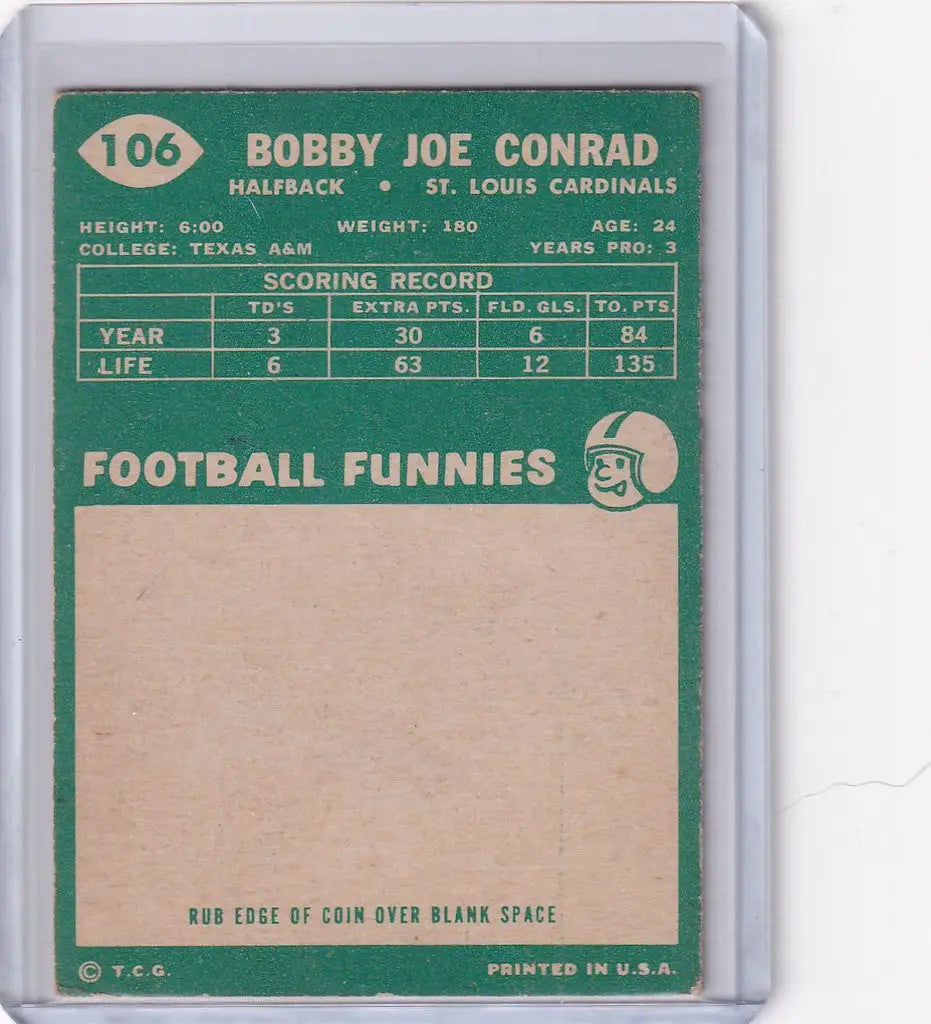 106
BOBBY JOE CONRAD
HALFBACK • ST. LOUIS CARDINALS
HEIGHT: 6:00 WEIGHT: 180 AGE: 24
COLLEGE: TEXAS A&M YEARS PRO: 3
SCORING RECORD
TD'S EXTRA PTS. FLD. GLS. TO. PTS.
YEAR 3 30 6 84
LIFE 6 63 12 135
FOOTBALL FUNNIES
RUB EDGE OF COIN OVER BLANK SPACE
© T.C.G. PRINTED IN U.S.A.